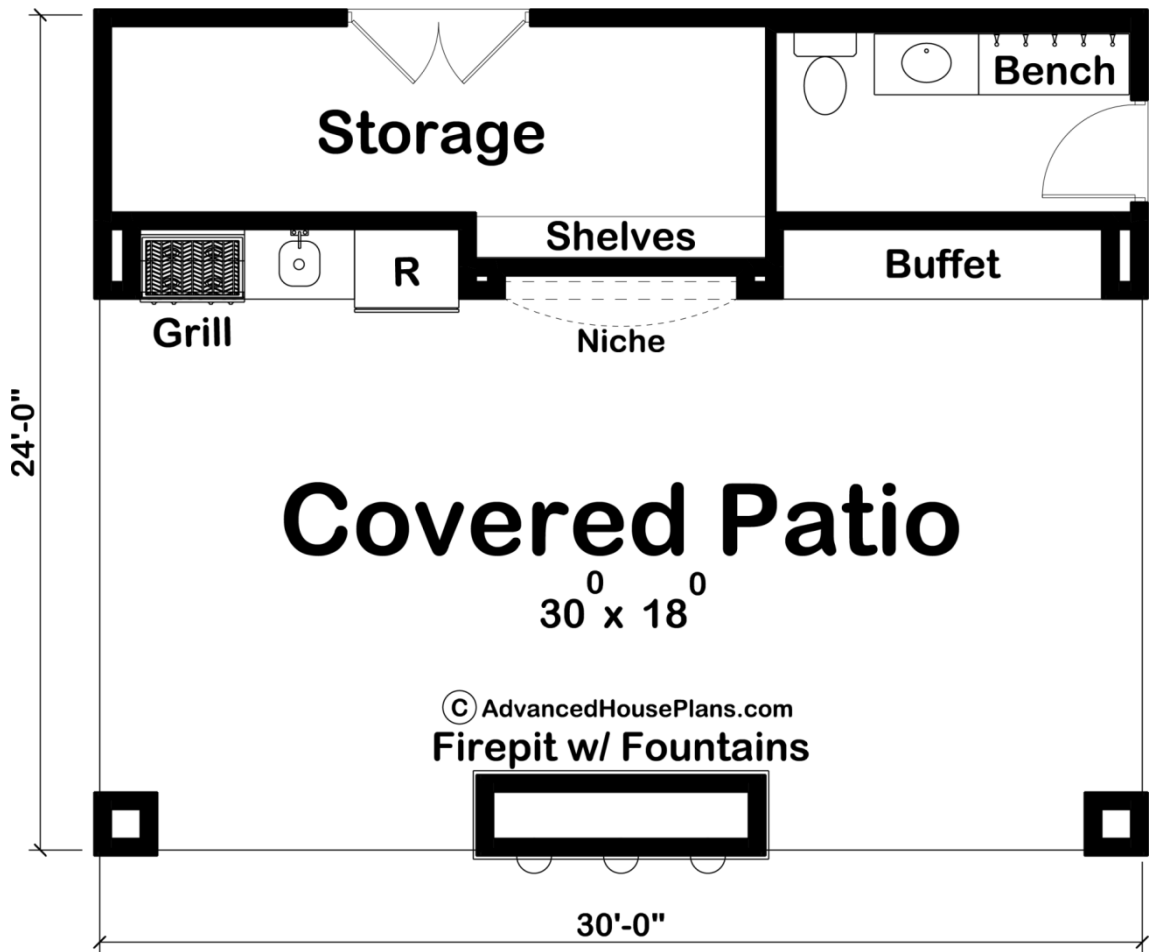 Bench
Storage
Shelves
Buffet
R
Grill
Niche
24'-0"
Covered Patio
30⁰ x 18⁰
© AdvancedHousePlans.com
Firepit w/ Fountains
30'-0"